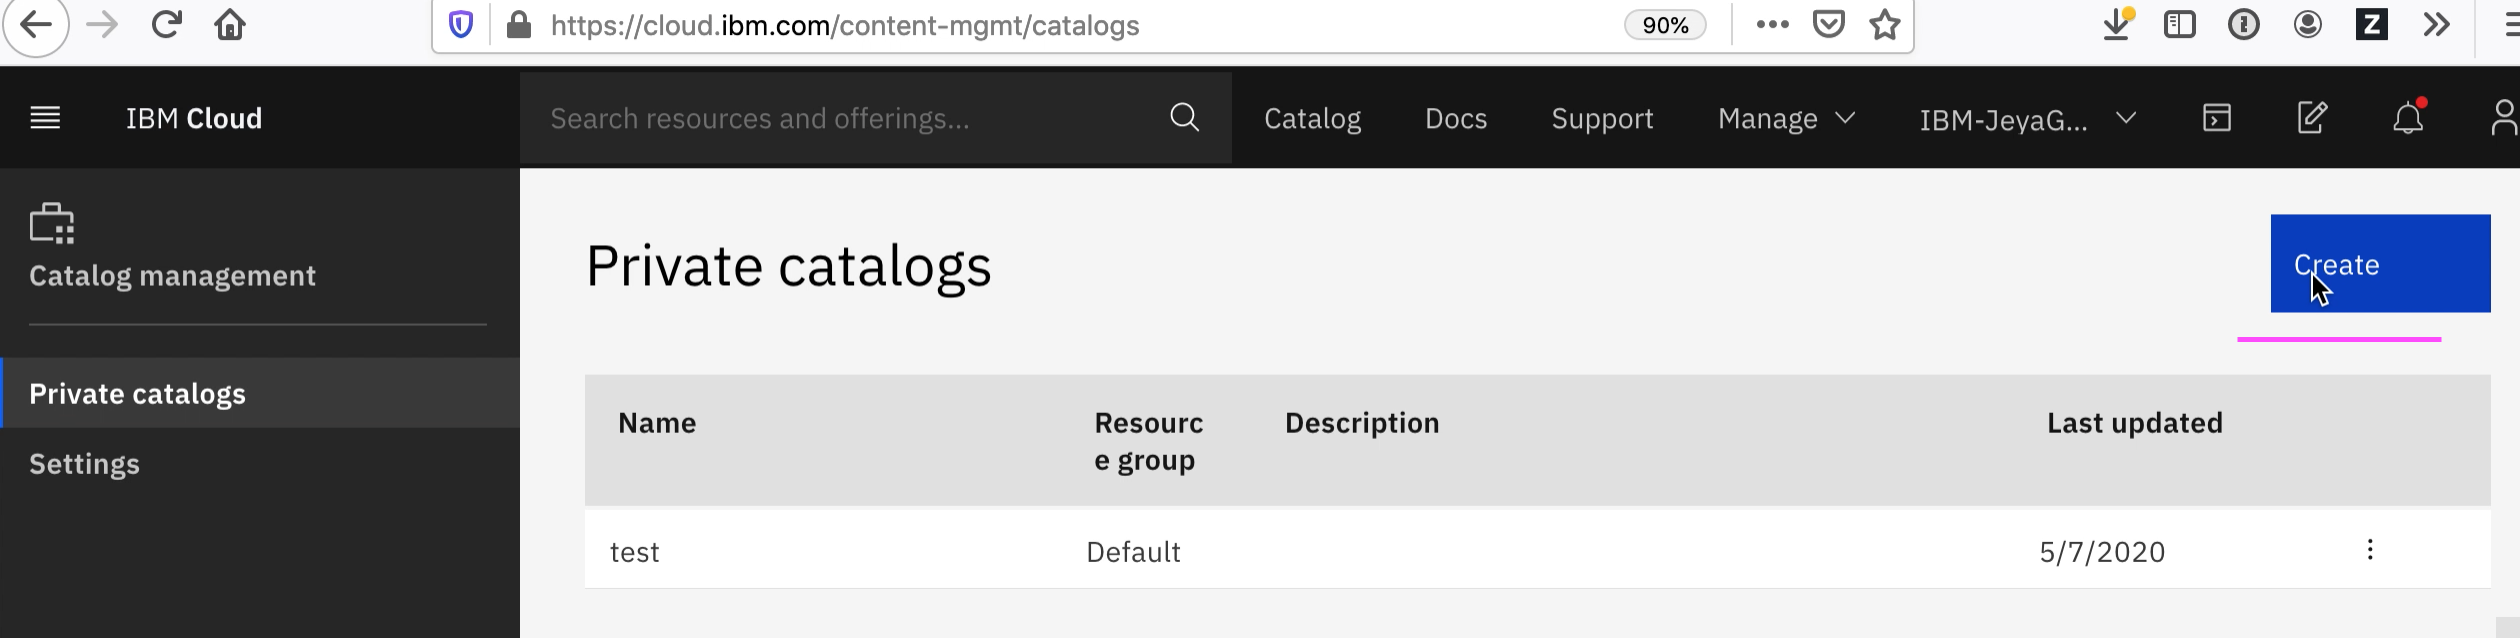 https://cloud.ibm.com/content-mgmt/catalogs
90%
Z
IBM Cloud
Search resources and offerings...
Catalog
Docs
Support
Manage
IBM-JeyaG...
Catalog management
Private catalogs
Settings
Private catalogs
Create
Name
Resourc
e group
Description
Last updated
test
Default
5/7/2020